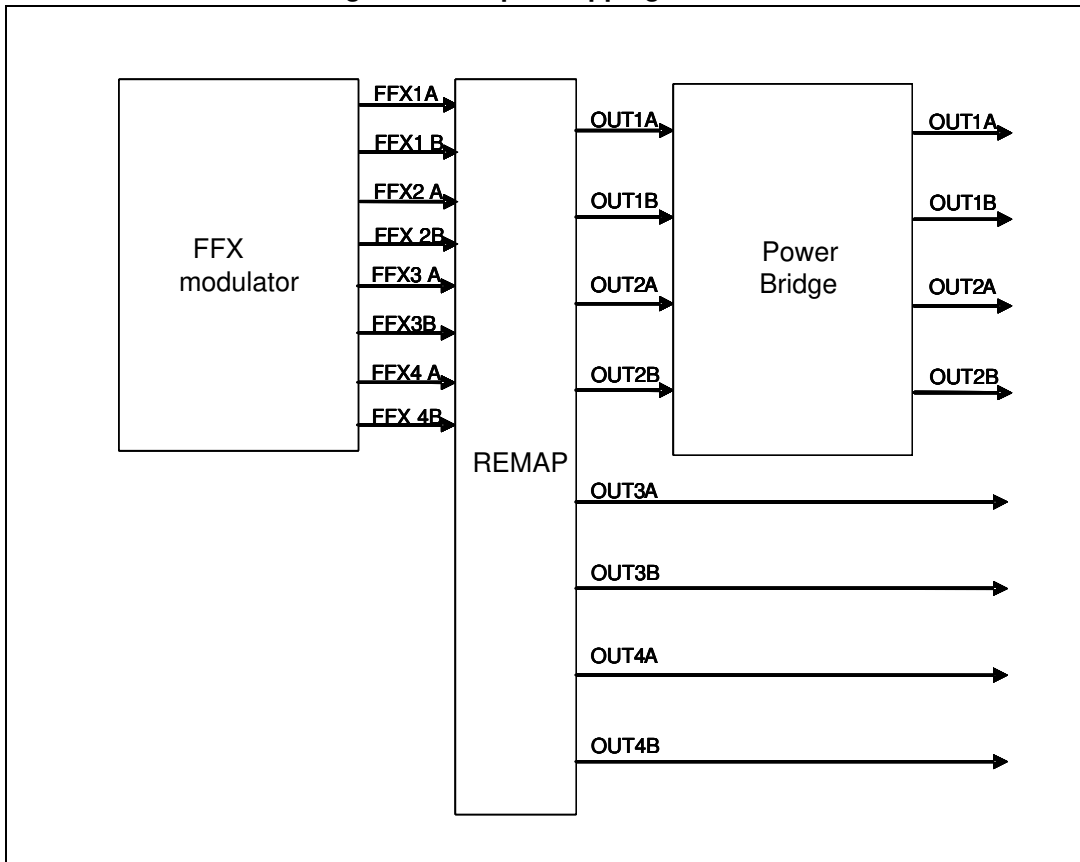 FFX
modulator
FFX1A
FFX1 B
FFX2 A
FFX 2B
FFX3 A
FFX3B
FFX4 A
FFX 4B
REMAP
OUT1A
OUT1B
OUT2A
OUT2B
OUT3A
OUT3B
OUT4A
OUT4B
Power
Bridge
OUT1A
OUT1B
OUT2A
OUT2B